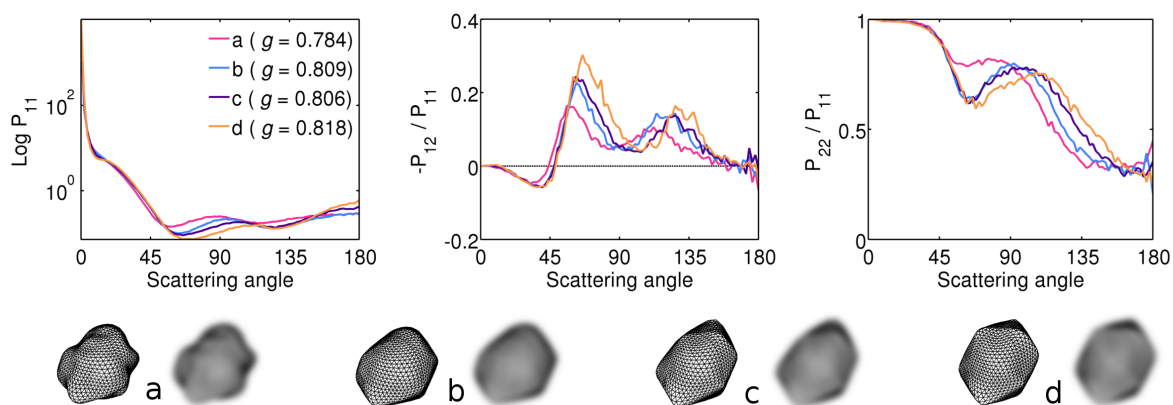 Log P11
10^2
10^0
a ( g = 0.784)
b ( g = 0.809)
c ( g = 0.806)
d ( g = 0.818)
0 45 90 135 180
Scattering angle
-P12 / P11
0.4
0.2
0
-0.2
0 45 90 135 180
Scattering angle
P22 / P11
1
0.5
0
0 45 90 135 180
Scattering angle
a b c d